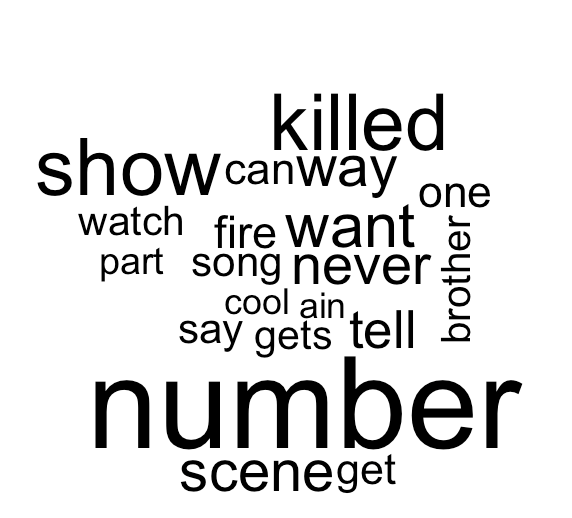 killed
show can way
one
watch fire want
part song never
brother
cool ain
say gets tell
number
scene get